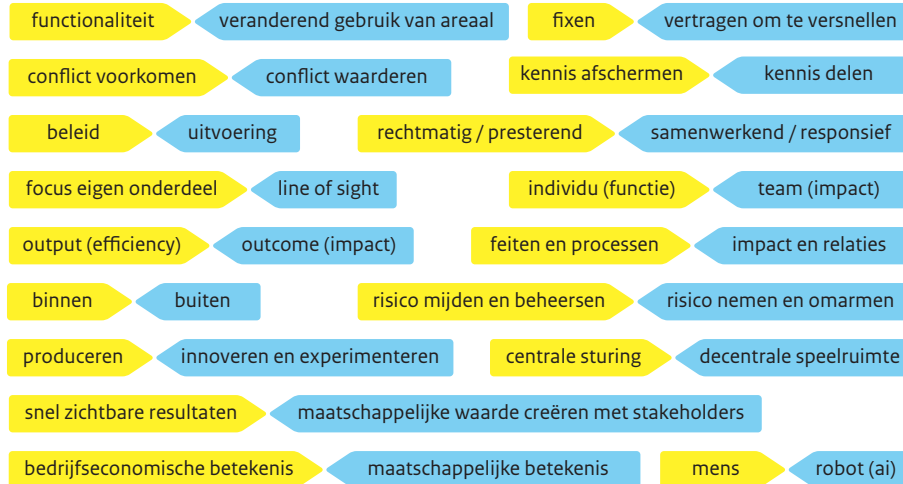 functionaliteit veranderend gebruik van areaal fixen vertragen om te versnellen
conflict voorkomen conflict waarderen kennis afschermen kennis delen
beleid uitvoering rechtmatig / presterend samenwerkend / responsief
focus eigen onderdeel line of sight individu (functie) team (impact)
output (efficiency) outcome (impact) feiten en processen impact en relaties
binnen buiten risico mijden en beheersen risico nemen en omarmen
produceren innoveren en experimenteren centrale sturing decentrale speelruimte
snel zichtbare resultaten maatschappelijke waarde creëren met stakeholders
bedrijfseconomische betekenis maatschappelijke betekenis mens robot (ai)